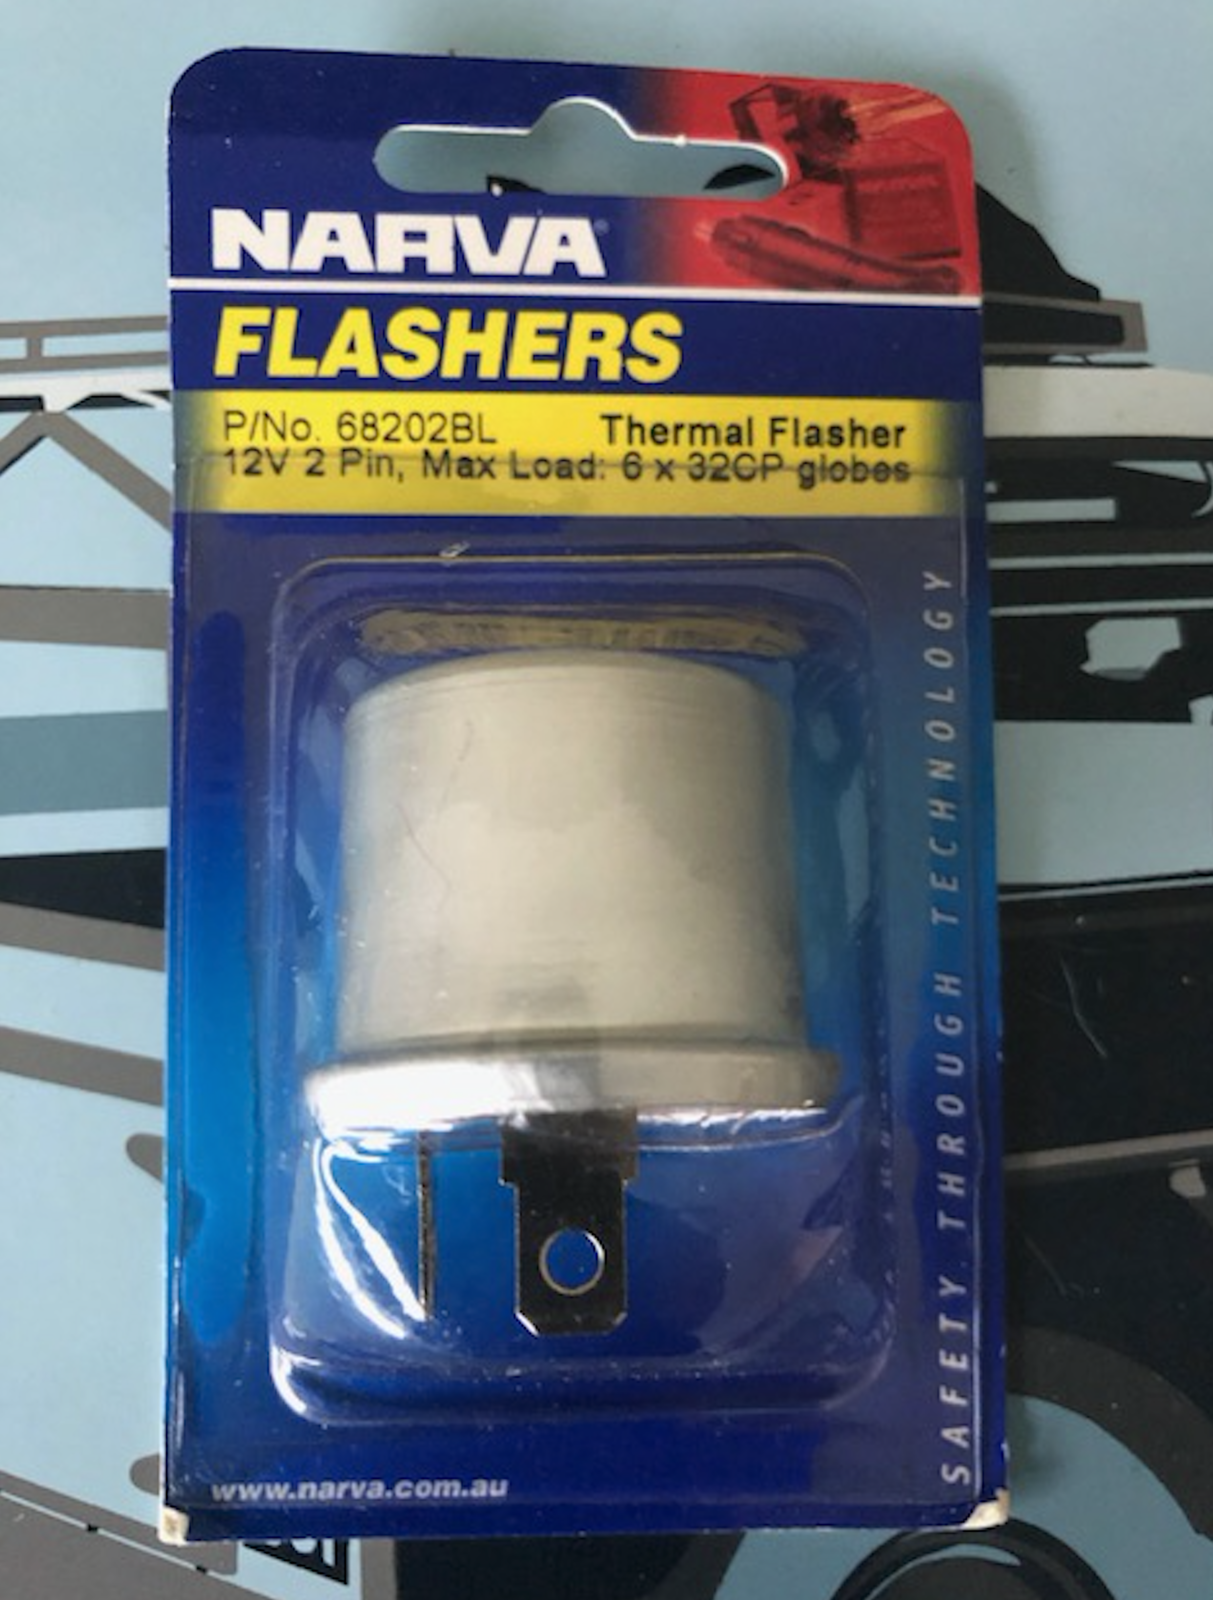 NARVA®
FLASHERS
P/No. 68202BL Thermal Flasher
12V 2 Pin, Max Load: 6 x 32CP globes
SAFETY THROUGH TECHNOLOGY
www.narva.com.au